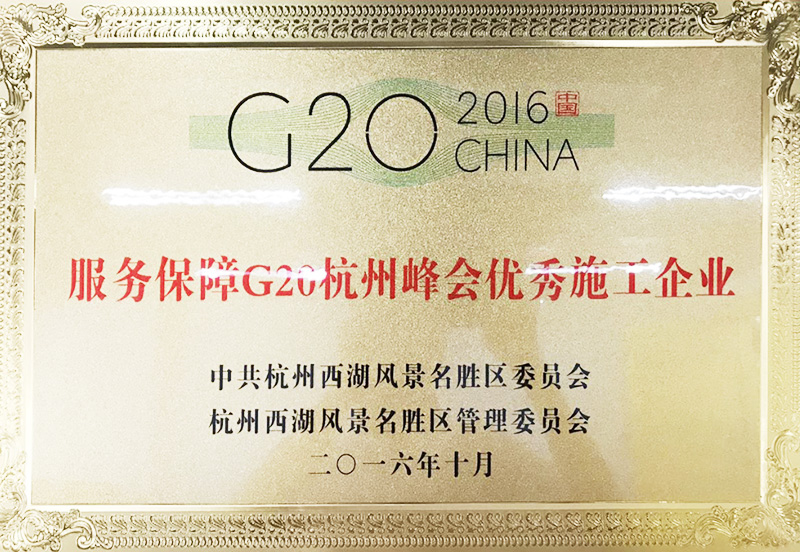 G20 2016 中国
CHINA
服务保障G20杭州峰会优秀施工企业
中共杭州西湖风景名胜区委员会
杭州西湖风景名胜区管理委员会
二〇一六年十月